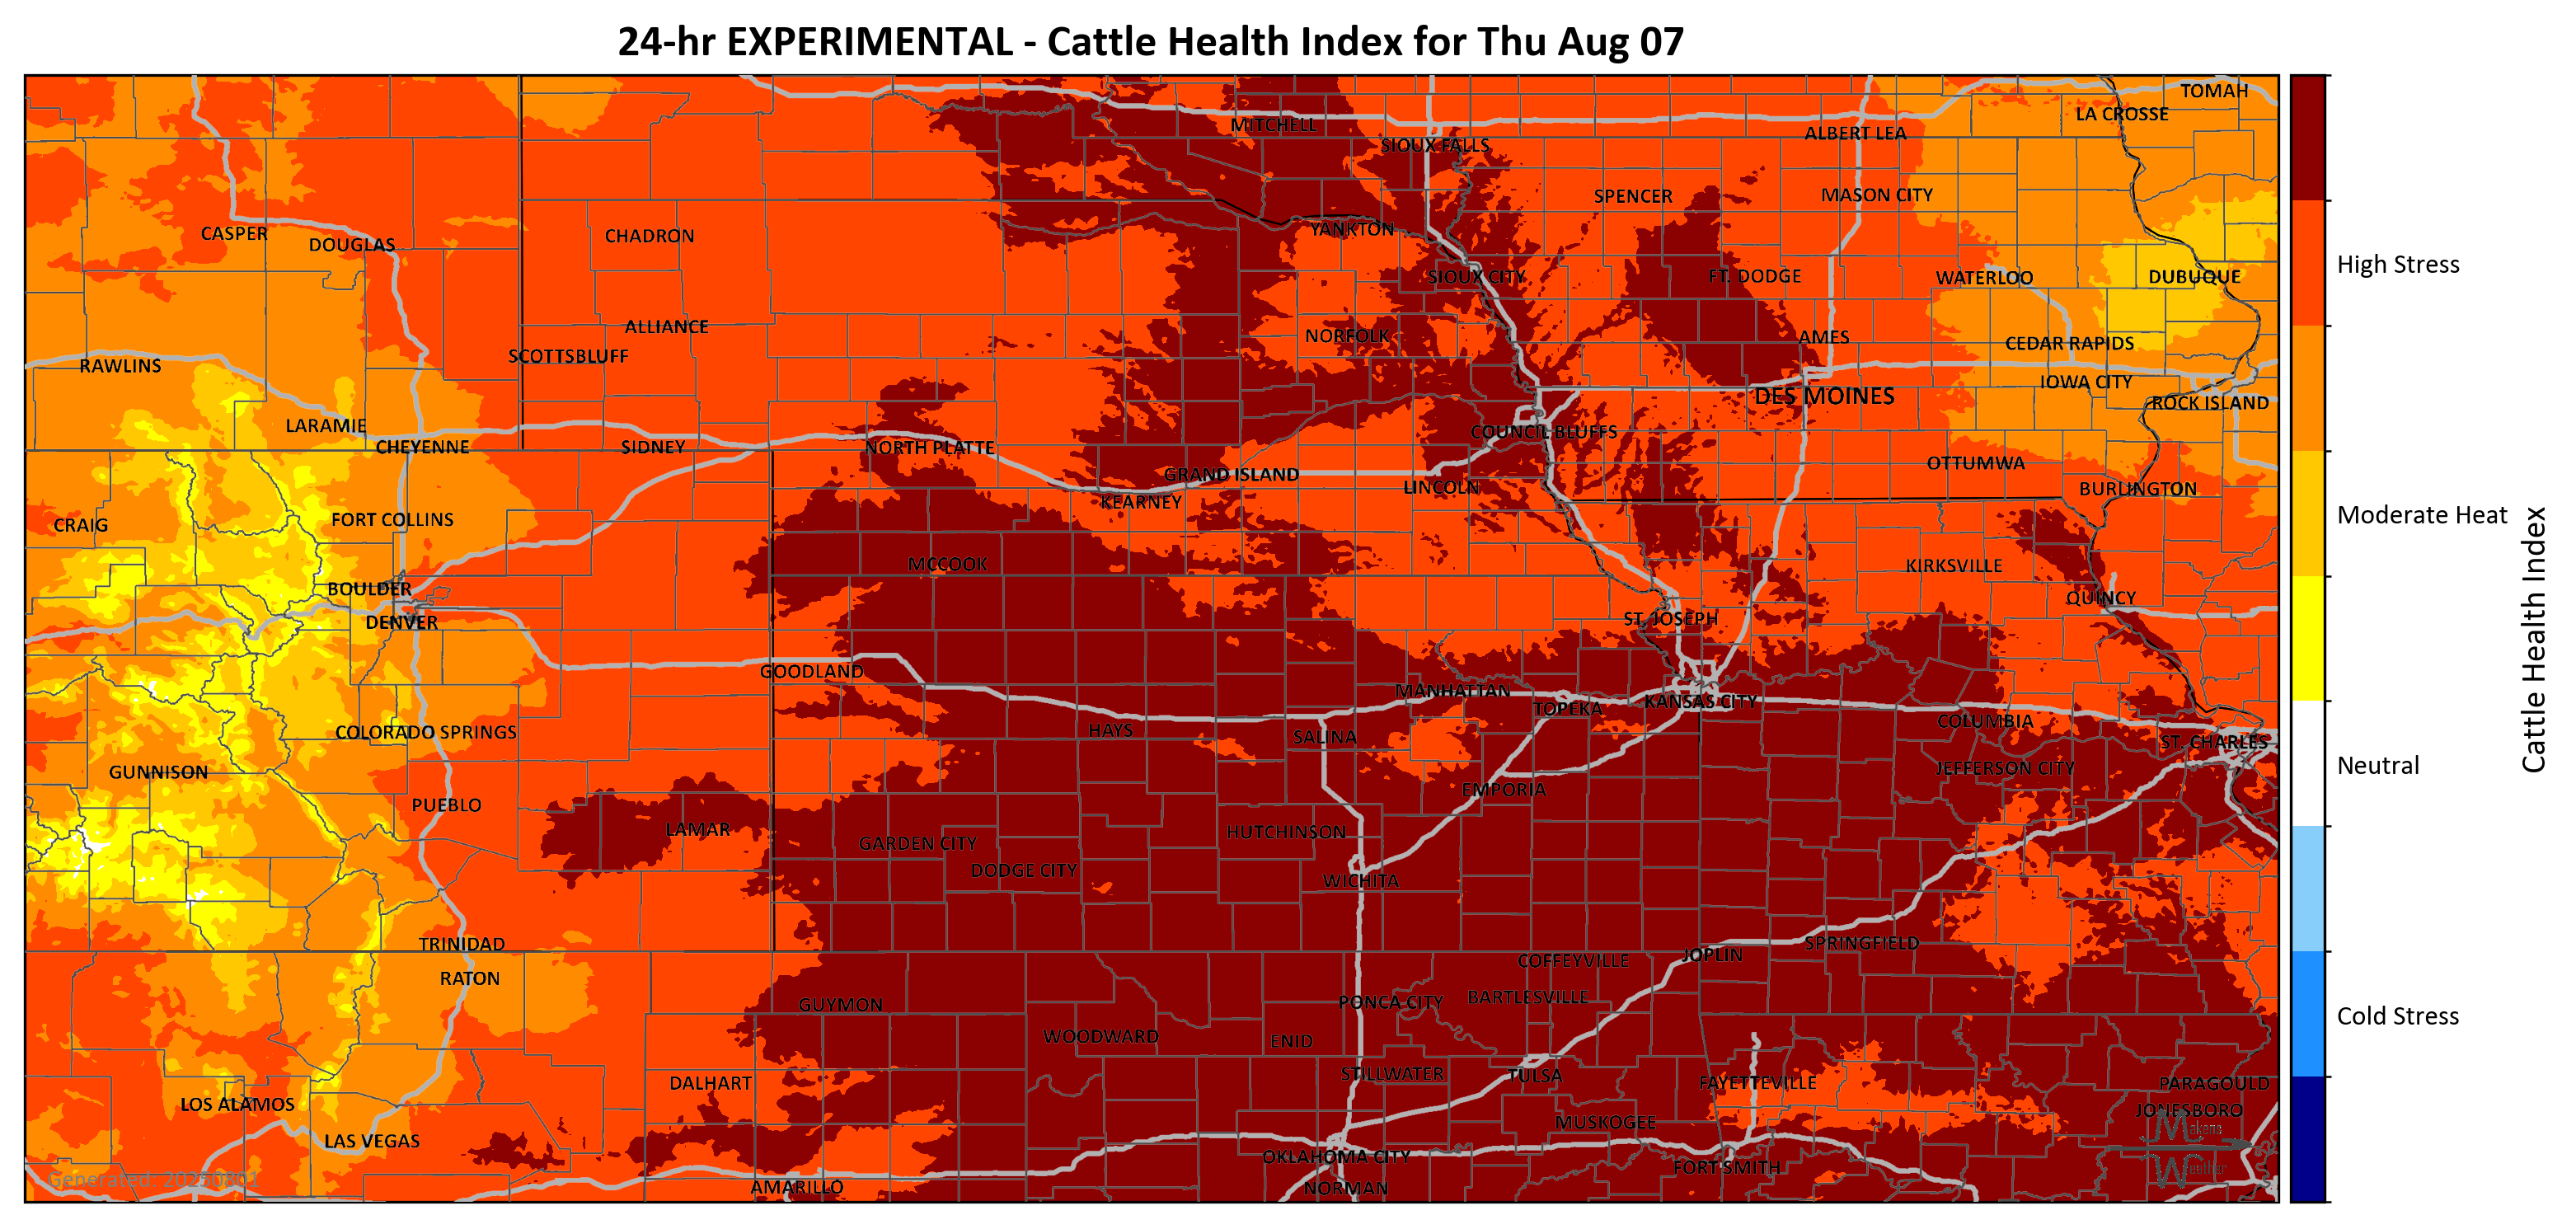 24-hr EXPERIMENTAL - Cattle Health Index for Thu Aug 07
TOMAH
LA CROSSE
MITCHELL
ALBERT LEA
SIOUX FALLS
SPENCER
MASON CITY
CASPER
DOUGLAS
CHADRON
YANKTON
SIOUX CITY
FT. DODGE
WATERLOO
DUBUQUE
ALLIANCE
NORFOLK
AMES
CEDAR RAPIDS
SCOTTSBLUFF
RAWLINS
IOWA CITY
DES MOINES
ROCK ISLAND
LARAMIE
COUNCIL BLUFFS
CHEYENNE
SIDNEY
NORTH PLATTE
OTTUMWA
GRAND ISLAND
LINCOLN
BURLINGTON
KEARNEY
CRAIG
FORT COLLINS
MCCOOK
KIRKSVILLE
BOULDER
QUINCY
DENVER
ST. JOSEPH
GOODLAND
MANHATTAN
KANSAS CITY
TOPEKA
COLUMBIA
COLORADO SPRINGS
HAYS
SALINA
ST. CHARLES
GUNNISON
JEFFERSON CITY
EMPORIA
PUEBLO
LAMAR
HUTCHINSON
GARDEN CITY
DODGE CITY
WICHITA
TRINIDAD
SPRINGFIELD
JOPLIN
COFFEYVILLE
RATON
GUYMON
PONCA CITY
BARTLESVILLE
WOODWARD
ENID
STILLWATER
TULSA
DALHART
FAYETTEVILLE
PARAGOULD
LOS ALAMOS
JONESBORO
MUSKOGEE
Makens
LAS VEGAS
OKLAHOMA CITY
FORT SMITH
Weather
Generated: 20250801
AMARILLO
NORMAN
High Stress
Moderate Heat
Neutral
Cold Stress
Cattle Health Index